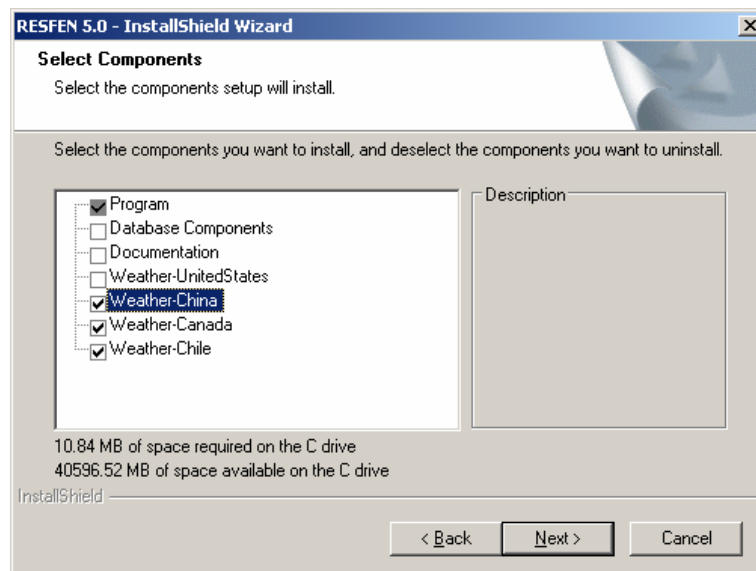 RESFEN 5.0 - InstallShield Wizard
Select Components
Select the components setup will install.
Select the components you want to install, and deselect the components you want to uninstall.
Program
Database Components
Documentation
Weather-UnitedStates
Weather-China
Weather-Canada
Weather-Chile
Description
10.84 MB of space required on the C drive
40596.52 MB of space available on the C drive
InstallShield
< Back Next > Cancel